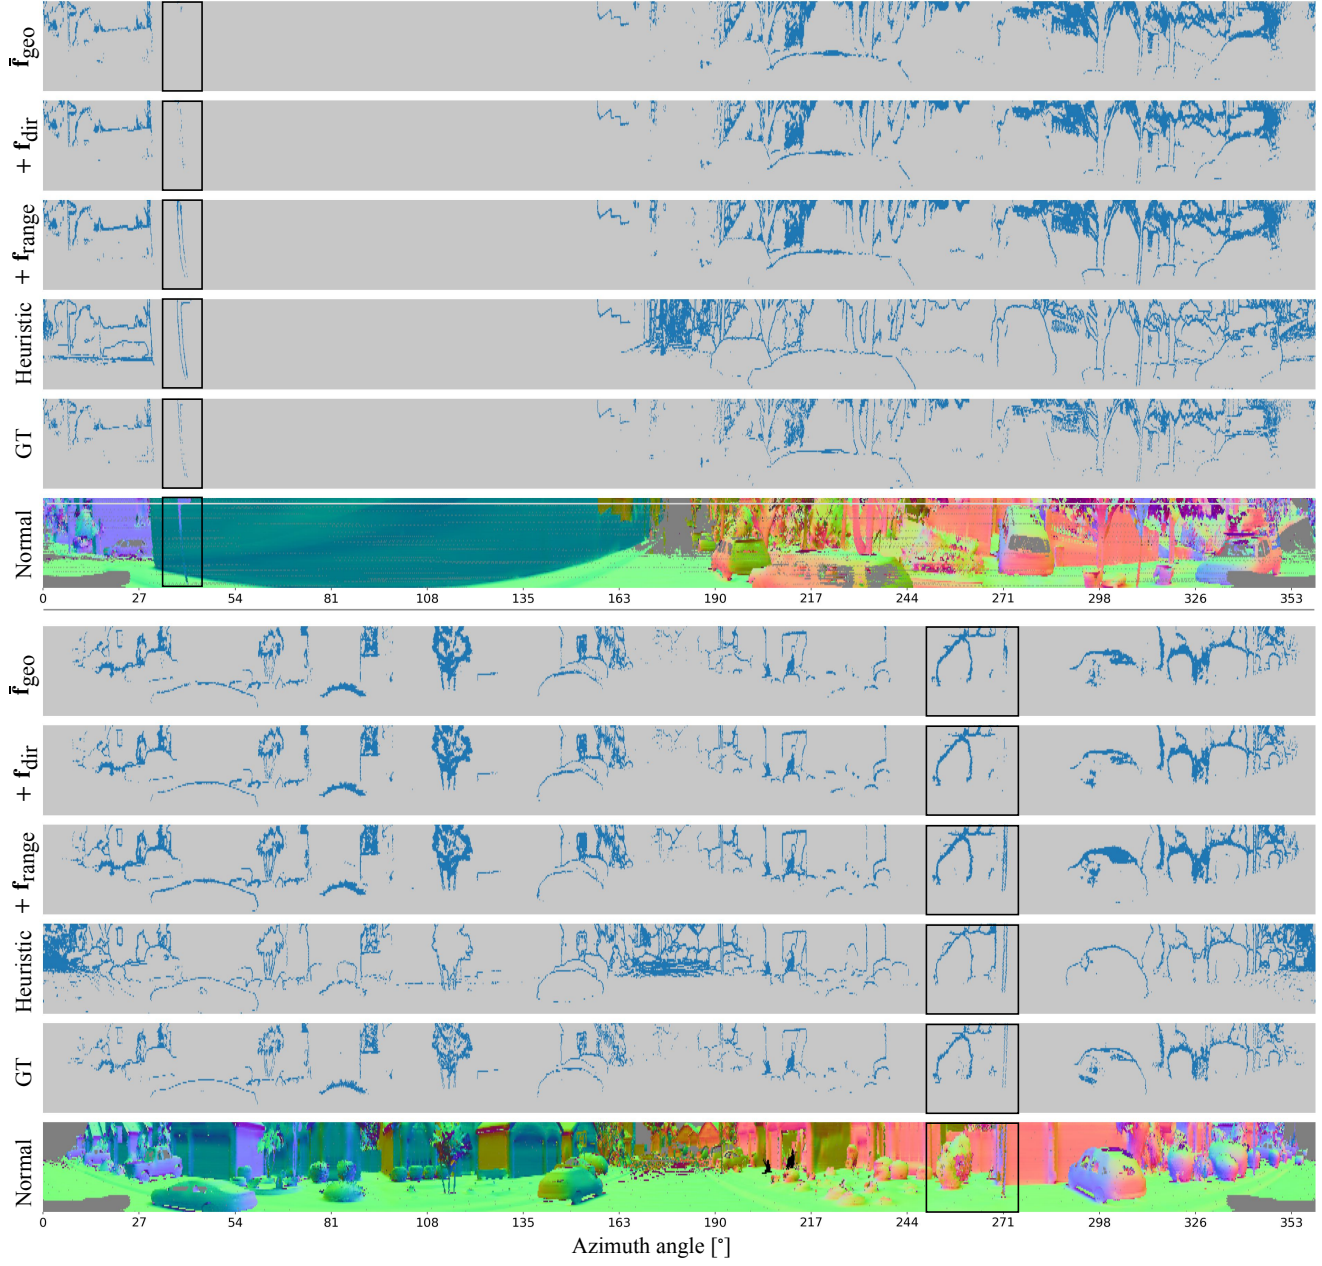 f̄geo
+ fdir
+ frange
Heuristic
GT
Normal
0 27 54 81 108 135 163 190 217 244 271 298 326 353
f̄geo
+ fdir
+ frange
Heuristic
GT
Normal
0 27 54 81 108 135 163 190 217 244 271 298 326 353
Azimuth angle [°]